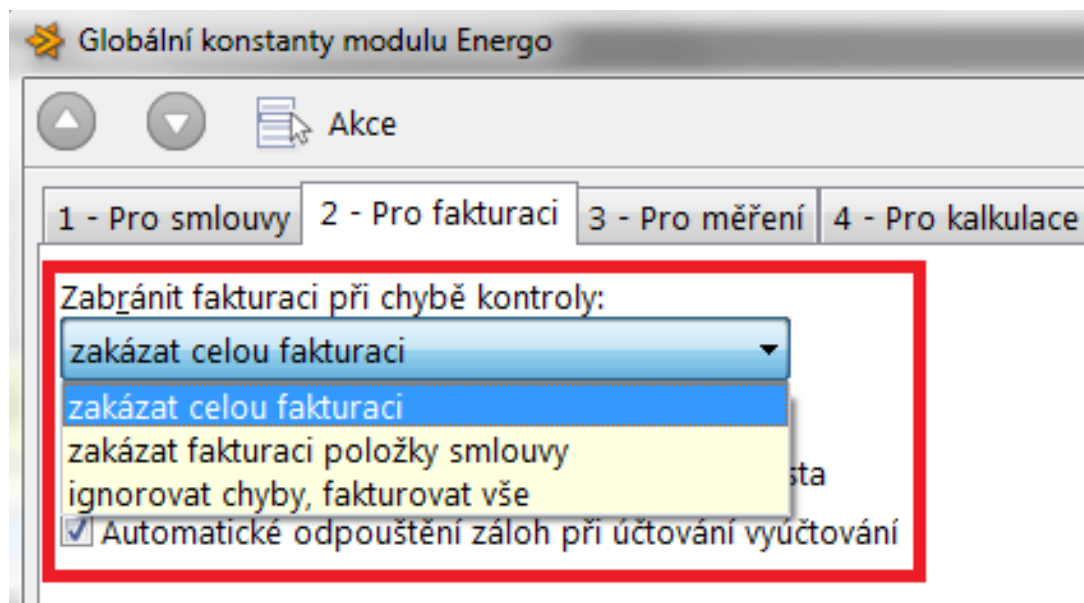 Globální konstanty modulu Energo
Akce
1 - Pro smlouvy 2 - Pro fakturaci 3 - Pro měření 4 - Pro kalkulace
Zabránit fakturaci při chybě kontroly:
zakázat celou fakturaci
zakázat celou fakturaci
zakázat fakturaci položky smlouvy
ignorovat chyby, fakturovat vše
Automatické odpouštění záloh při účtování vyúčtování